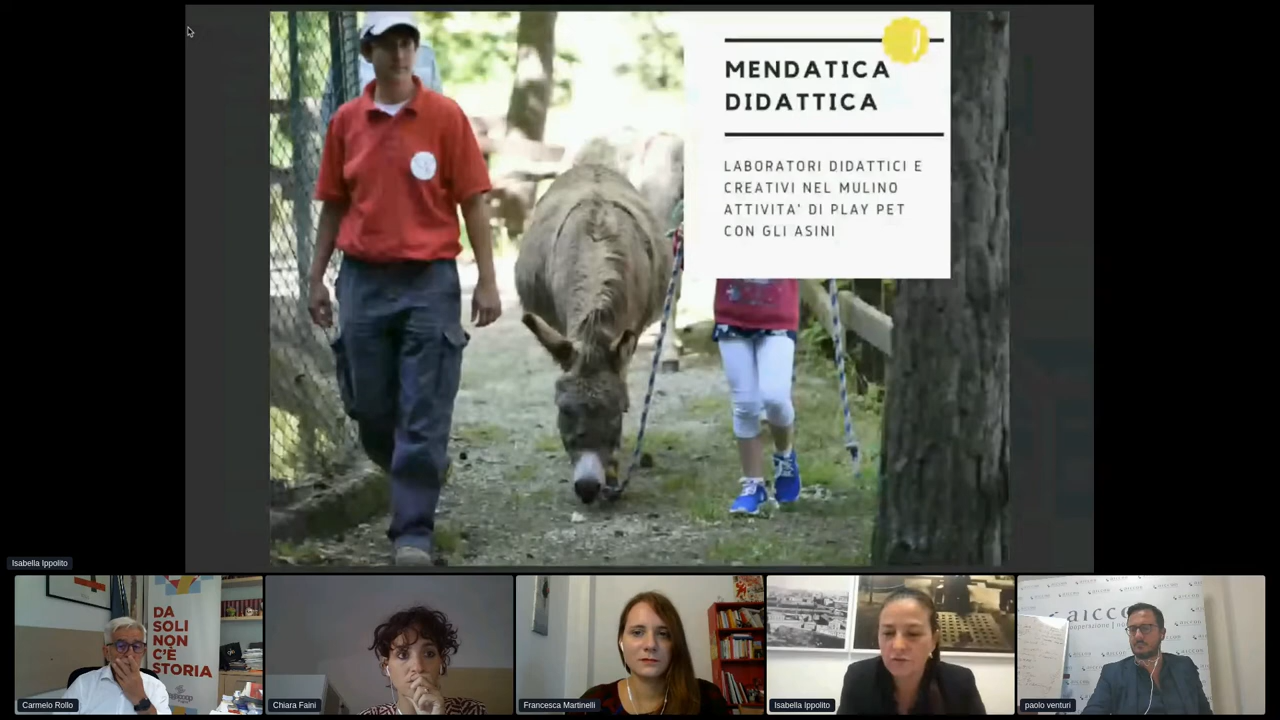 MENDATICA
DIDATTICA
LABORATORI DIDATTICI E
CREATIVI NEL MULINO
ATTIVITA' DI PLAY PET
CON GLI ASINI
Isabella Ippolito
DA
SOLI
NON
C'È
STORIA
Carmelo Rollo
Chiara Faini
Francesca Martinelli
Isabella Ippolito
aicco
paolo venturi